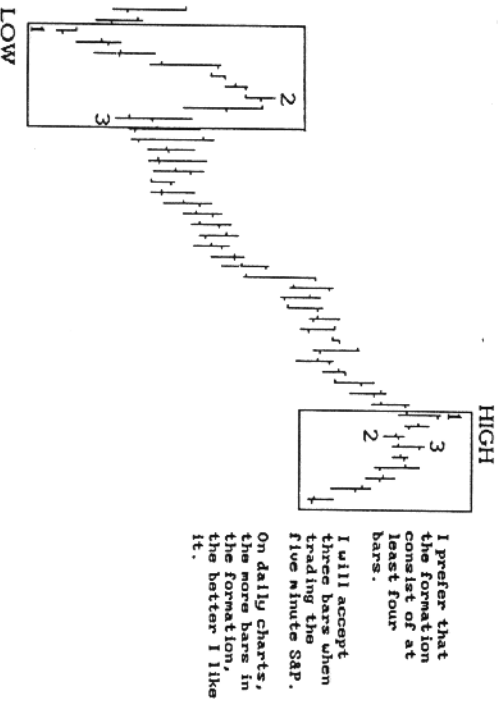 HIGH
1
3
2
2
3
1
LOW
I prefer that
the formation
consist of at
least four
bars.
I will accept
three bars when
trading the
five minute S&P.
On daily charts,
the more bars in
the formation,
the better I like
it.